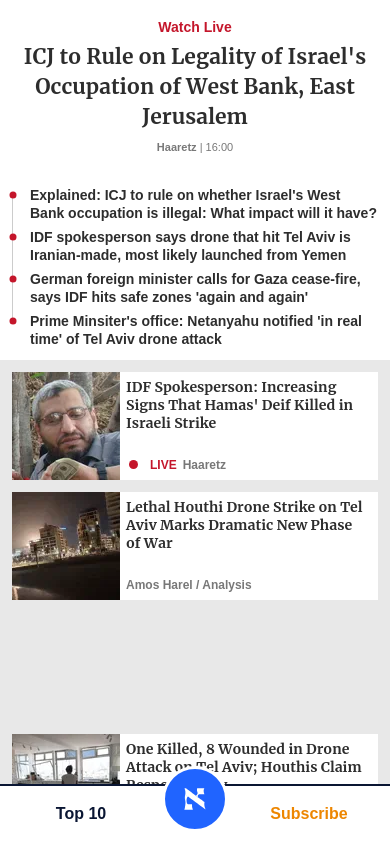 Watch Live
ICJ to Rule on Legality of Israel's
Occupation of West Bank, East
Jerusalem
Haaretz | 16:00
Explained: ICJ to rule on whether Israel's West
Bank occupation is illegal: What impact will it have?
IDF spokesperson says drone that hit Tel Aviv is
Iranian-made, most likely launched from Yemen
German foreign minister calls for Gaza cease-fire,
says IDF hits safe zones 'again and again'
Prime Minsiter's office: Netanyahu notified 'in real
time' of Tel Aviv drone attack
IDF Spokesperson: Increasing
Signs That Hamas' Deif Killed in
Israeli Strike
LIVE Haaretz
Lethal Houthi Drone Strike on Tel
Aviv Marks Dramatic New Phase
of War
Amos Harel / Analysis
One Killed, 8 Wounded in Drone
Attack on Tel Aviv; Houthis Claim
Top 10
Subscribe